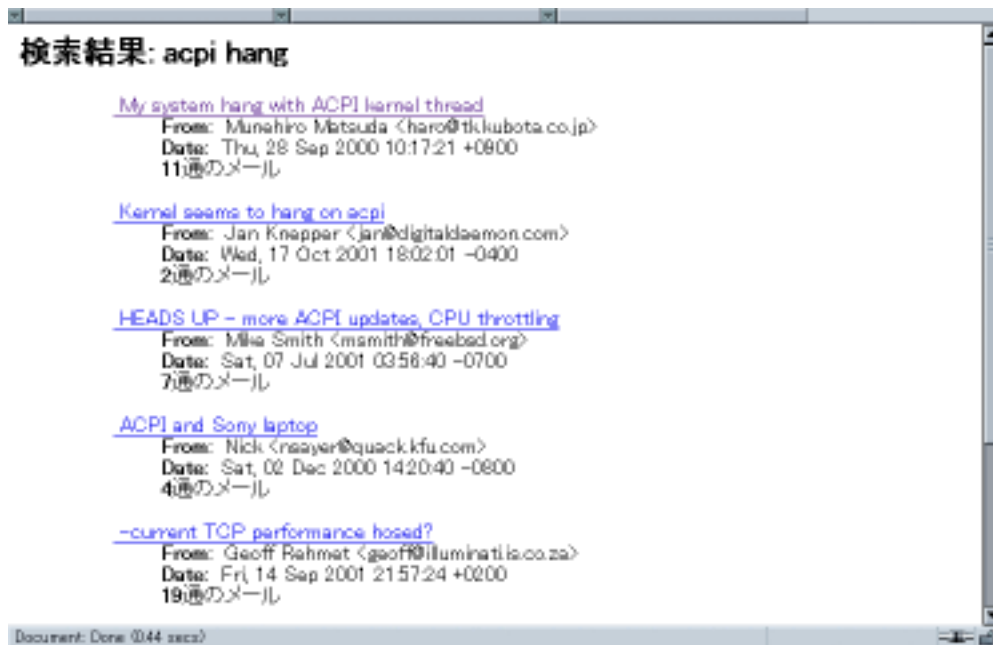 検索結果: acpi hang
My system hang with ACPI kernel thread
From: Munehiro Matsuda <haro@tk.kubota.co.jp>
Date: Thu, 28 Sep 2000 10:17:21 +0900
11通のメール
Kernel seems to hang on acpi
From: Jan Knepper <jan@digitaldaemon.com>
Date: Wed, 17 Oct 2001 18:02:01 -0400
2通のメール
HEADS UP - more ACPI updates, CPU throttling
From: Mike Smith <msmith@freebsd.org>
Date: Sat, 07 Jul 2001 03:56:40 -0700
7通のメール
ACPI and Sony laptop
From: Nick <nsayer@quack.kfu.com>
Date: Sat, 02 Dec 2000 14:20:40 -0800
4通のメール
-current TCP performance hosed?
From: Geoff Rehmet <geoff@illuminati.is.co.za>
Date: Fri, 14 Sep 2001 21:57:24 +0200
19通のメール
Document: Done (0.44 secs)